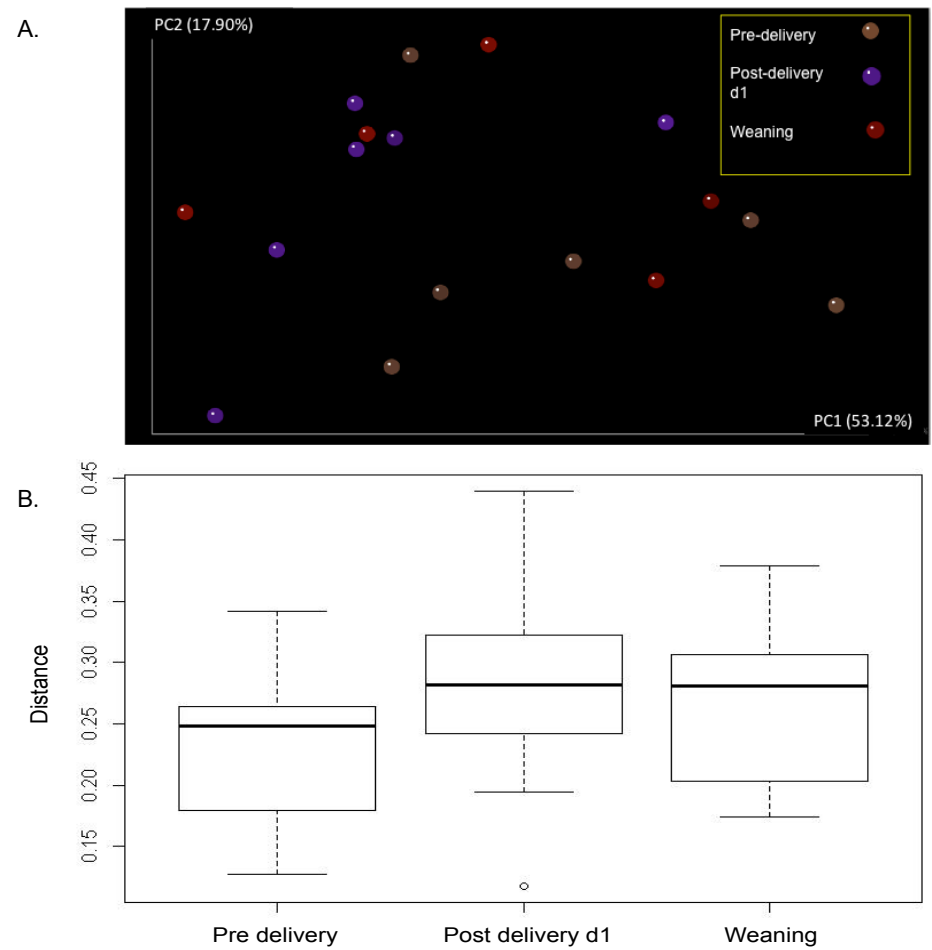 A.
PC2 (17.90%)
Pre-delivery
Post-delivery
d1
Weaning
PC1 (53.12%)
B.
Distance
0.45
0.40
0.35
0.30
0.25
0.20
0.15
Pre delivery
Post delivery d1
Weaning